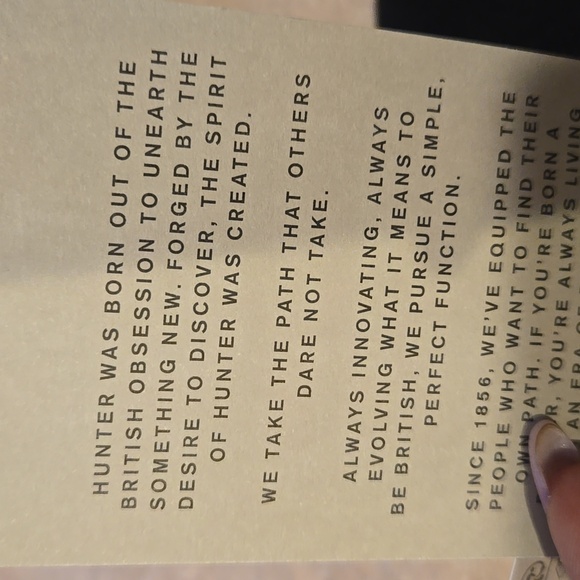 HUNTER WAS BORN OUT OF THE
BRITISH OBSESSION TO UNEARTH
SOMETHING NEW. FORGED BY THE
DESIRE TO DISCOVER, THE SPIRIT
OF HUNTER WAS CREATED.
WE TAKE THE PATH THAT OTHERS
DARE NOT TAKE.
ALWAYS INNOVATING, ALWAYS
EVOLVING WHAT IT MEANS TO
BE BRITISH, WE PURSUE A SIMPLE,
PERFECT FUNCTION.
SINCE 1856, WE'VE EQUIPPED THE
PEOPLE WHO WANT TO FIND THEIR
OWN PATH. IF YOU'RE BORN A
YOU'RE ALWAYS LIVING
AN